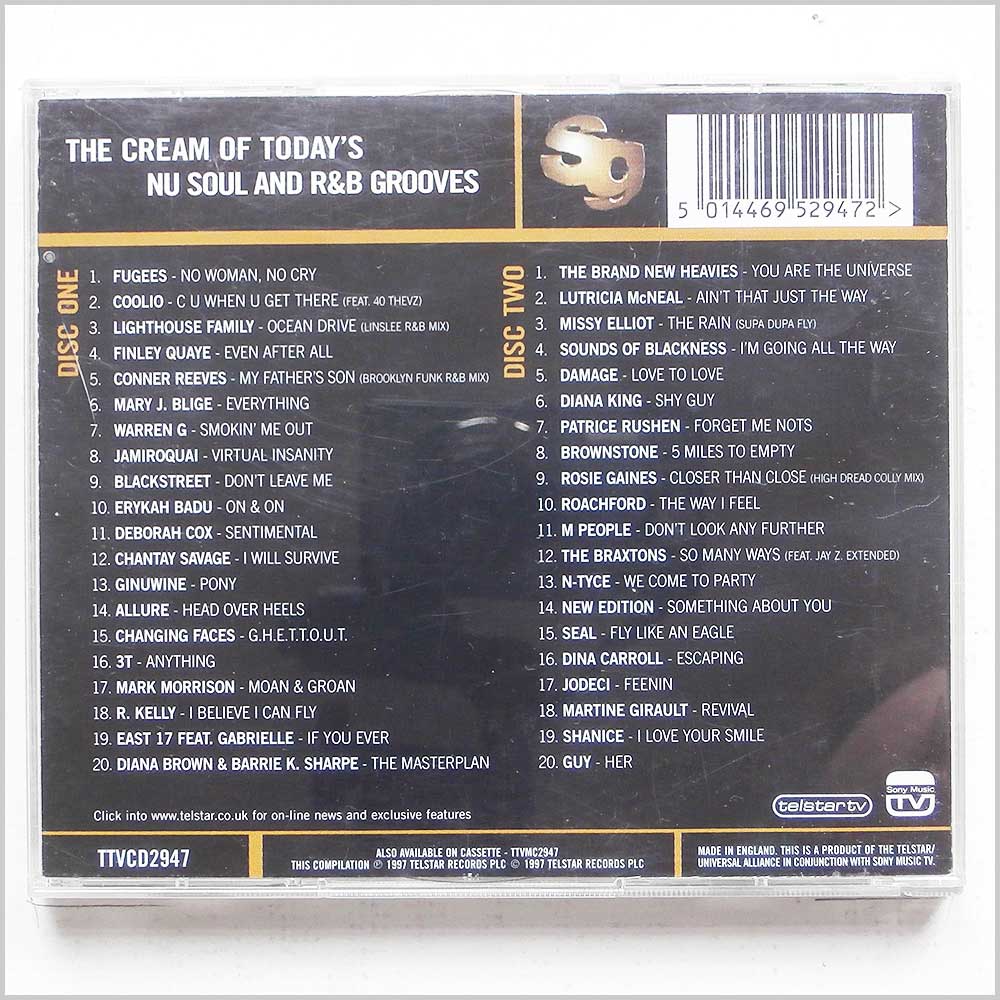 THE CREAM OF TODAY'S
NU SOUL AND R&B GROOVES
SG
5 014469 529472 >
DISC ONE
1. FUGEES - NO WOMAN, NO CRY
2. COOLIO - C U WHEN U GET THERE (FEAT. 40 THEVZ)
3. LIGHTHOUSE FAMILY - OCEAN DRIVE (LINSLEE R&B MIX)
4. FINLEY QUAYE - EVEN AFTER ALL
5. CONNER REEVES - MY FATHER'S SON (BROOKLYN FUNK R&B MIX)
6. MARY J. BLIGE - EVERYTHING
7. WARREN G - SMOKIN' ME OUT
8. JAMIROQUAI - VIRTUAL INSANITY
9. BLACKSTREET - DON'T LEAVE ME
10. ERYKAH BADU - ON & ON
11. DEBORAH COX - SENTIMENTAL
12. CHANTAY SAVAGE - I WILL SURVIVE
13. GINUWINE - PONY
14. ALLURE - HEAD OVER HEELS
15. CHANGING FACES - G.H.E.T.T.O.U.T.
16. 3T - ANYTHING
17. MARK MORRISON - MOAN & GROAN
18. R. KELLY - I BELIEVE I CAN FLY
19. EAST 17 FEAT. GABRIELLE - IF YOU EVER
20. DIANA BROWN & BARRIE K. SHARPE - THE MASTERPLAN
DISC TWO
1. THE BRAND NEW HEAVIES - YOU ARE THE UNIVERSE
2. LUTRICIA McNEAL - AIN'T THAT JUST THE WAY
3. MISSY ELLIOT - THE RAIN (SUPA DUPA FLY)
4. SOUNDS OF BLACKNESS - I'M GOING ALL THE WAY
5. DAMAGE - LOVE TO LOVE
6. DIANA KING - SHY GUY
7. PATRICE RUSHEN - FORGET ME NOTS
8. BROWNSTONE - 5 MILES TO EMPTY
9. ROSIE GAINES - CLOSER THAN CLOSE (HIGH DREAD COLLY MIX)
10. ROACHFORD - THE WAY I FEEL
11. M PEOPLE - DON'T LOOK ANY FURTHER
12. THE BRAXTONS - SO MANY WAYS (FEAT. JAY Z. EXTENDED)
13. N-TYCE - WE COME TO PARTY
14. NEW EDITION - SOMETHING ABOUT YOU
15. SEAL - FLY LIKE AN EAGLE
16. DINA CARROLL - ESCAPING
17. JODECI - FEENIN
18. MARTINE GIRAULT - REVIVAL
19. SHANICE - I LOVE YOUR SMILE
20. GUY - HER
Click into www.telstar.co.uk for on-line news and exclusive features
telstar tv
Sony Music
TV
TTVCD2947
ALSO AVAILABLE ON CASSETTE - TTVMC2947
THIS COMPILATION ℗ 1997 TELSTAR RECORDS PLC © 1997 TELSTAR RECORDS PLC
MADE IN ENGLAND. THIS IS A PRODUCT OF THE TELSTAR/
UNIVERSAL ALLIANCE IN CONJUNCTION WITH SONY MUSIC TV.